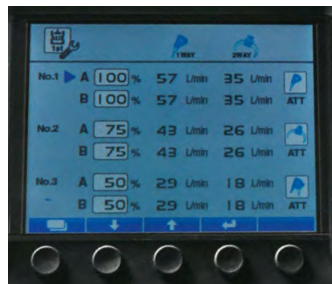 1st
1WAY 2WAY
No.1 A 100 % 57 L/min 35 L/min
B 100 % 57 L/min 35 L/min ATT
No.2 A 75 % 43 L/min 26 L/min
B 75 % 43 L/min 26 L/min ATT
No.3 A 50 % 29 L/min 18 L/min
B 50 % 29 L/min 18 L/min ATT